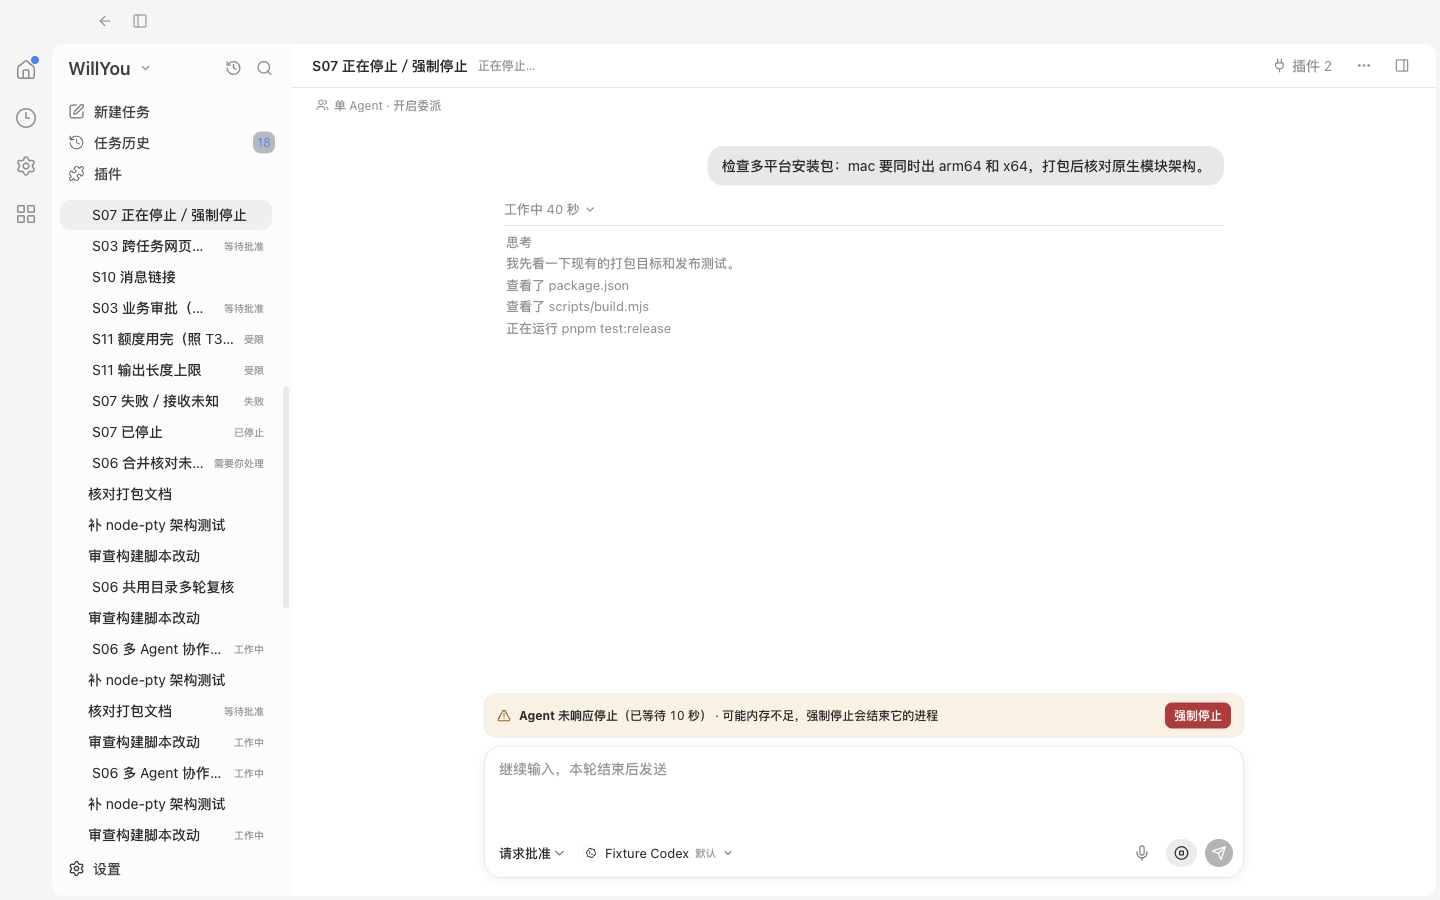 WillYou
新建任务
任务历史 18
插件
S07 正在停止 / 强制停止
S03 跨任务网页... 等待批准
S10 消息链接
S03 业务审批（... 等待批准
S11 额度用完（照 T3... 受限
S11 输出长度上限 受限
S07 失败 / 接收未知 失败
S07 已停止 已停止
S06 合并核对未... 需要你处理
核对打包文档
补 node-pty 架构测试
审查构建脚本改动
S06 共用目录多轮复核
审查构建脚本改动
S06 多 Agent 协作... 工作中
补 node-pty 架构测试
核对打包文档 等待批准
审查构建脚本改动 工作中
S06 多 Agent 协作... 工作中
补 node-pty 架构测试
审查构建脚本改动 工作中
设置
S07 正在停止 / 强制停止 正在停止...
插件 2
单 Agent · 开启委派
检查多平台安装包：mac 要同时出 arm64 和 x64，打包后核对原生模块架构。
工作中 40 秒
思考
我先看一下现有的打包目标和发布测试。
查看了 package.json
查看了 scripts/build.mjs
正在运行 pnpm test:release
Agent 未响应停止（已等待 10 秒） · 可能内存不足，强制停止会结束它的进程
强制停止
继续输入，本轮结束后发送
请求批准 Fixture Codex 默认